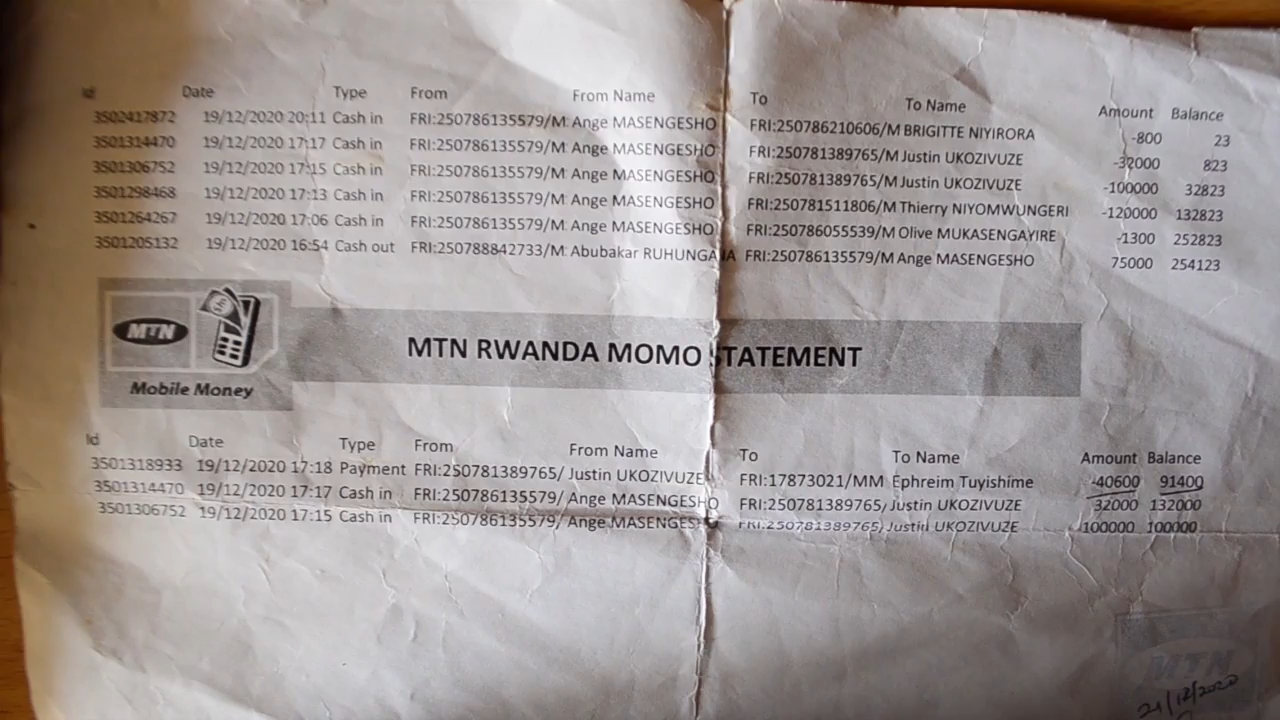 Id Date Type From From Name To To Name Amount Balance
3502417872 19/12/2020 20:11 Cash in FRI:250786135579/M Ange MASENGESHO FRI:250786210606/M BRIGITTE NIYIRORA -800 23
3501314470 19/12/2020 17:17 Cash in FRI:250786135579/M Ange MASENGESHO FRI:250781389765/M Justin UKOZIVUZE -32000 823
3501306752 19/12/2020 17:15 Cash in FRI:250786135579/M Ange MASENGESHO FRI:250781389765/M Justin UKOZIVUZE -100000 32823
3501298468 19/12/2020 17:13 Cash in FRI:250786135579/M Ange MASENGESHO FRI:250781511806/M Thierry NIYOMWUNGERI -120000 132823
3501264267 19/12/2020 17:06 Cash in FRI:250786135579/M Ange MASENGESHO FRI:250786055539/M Olive MUKASENGAYIRE -1300 252823
3501205132 19/12/2020 16:54 Cash out FRI:250788842733/M Abubakar RUHUNGANA FRI:250786135579/M Ange MASENGESHO 75000 254123
MTN
Mobile Money
MTN RWANDA MOMO STATEMENT
Id Date Type From From Name To To Name Amount Balance
3501318933 19/12/2020 17:18 Payment FRI:250781389765/ Justin UKOZIVUZE FRI:17873021/MM Ephreim Tuyishime -40600 91400
3501314470 19/12/2020 17:17 Cash in FRI:250786135579/ Ange MASENGESHO FRI:250781389765/ Justin UKOZIVUZE 32000 132000
3501306752 19/12/2020 17:15 Cash in FRI:250786135579/ Ange MASENGESHO FRI:250781389765/ Justin UKOZIVUZE 100000 100000
MTN
21/12/2020